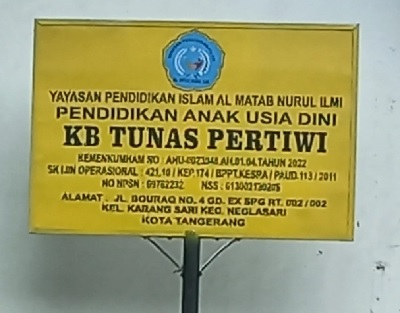 YAYASAN PENDIDIKAN ISLAM AL MATAB NURUL ILMI
PENDIDIKAN ANAK USIA DINI
KB TUNAS PERTIWI
KEMENKUMHAM NO : AHU-0023348.AH.01.04.TAHUN 2022
SK IJIN OPERASIONAL : 421.10 / KEP.174 / BPPT.KESRA / PAUD.113 / 2011
NO NPSN : 69762232 NSS : 613002130205
ALAMAT : JL. BOURAQ NO. 4 GD. EX SPG RT. 002 / 002
KEL. KARANG SARI KEC. NEGLASARI
KOTA TANGERANG